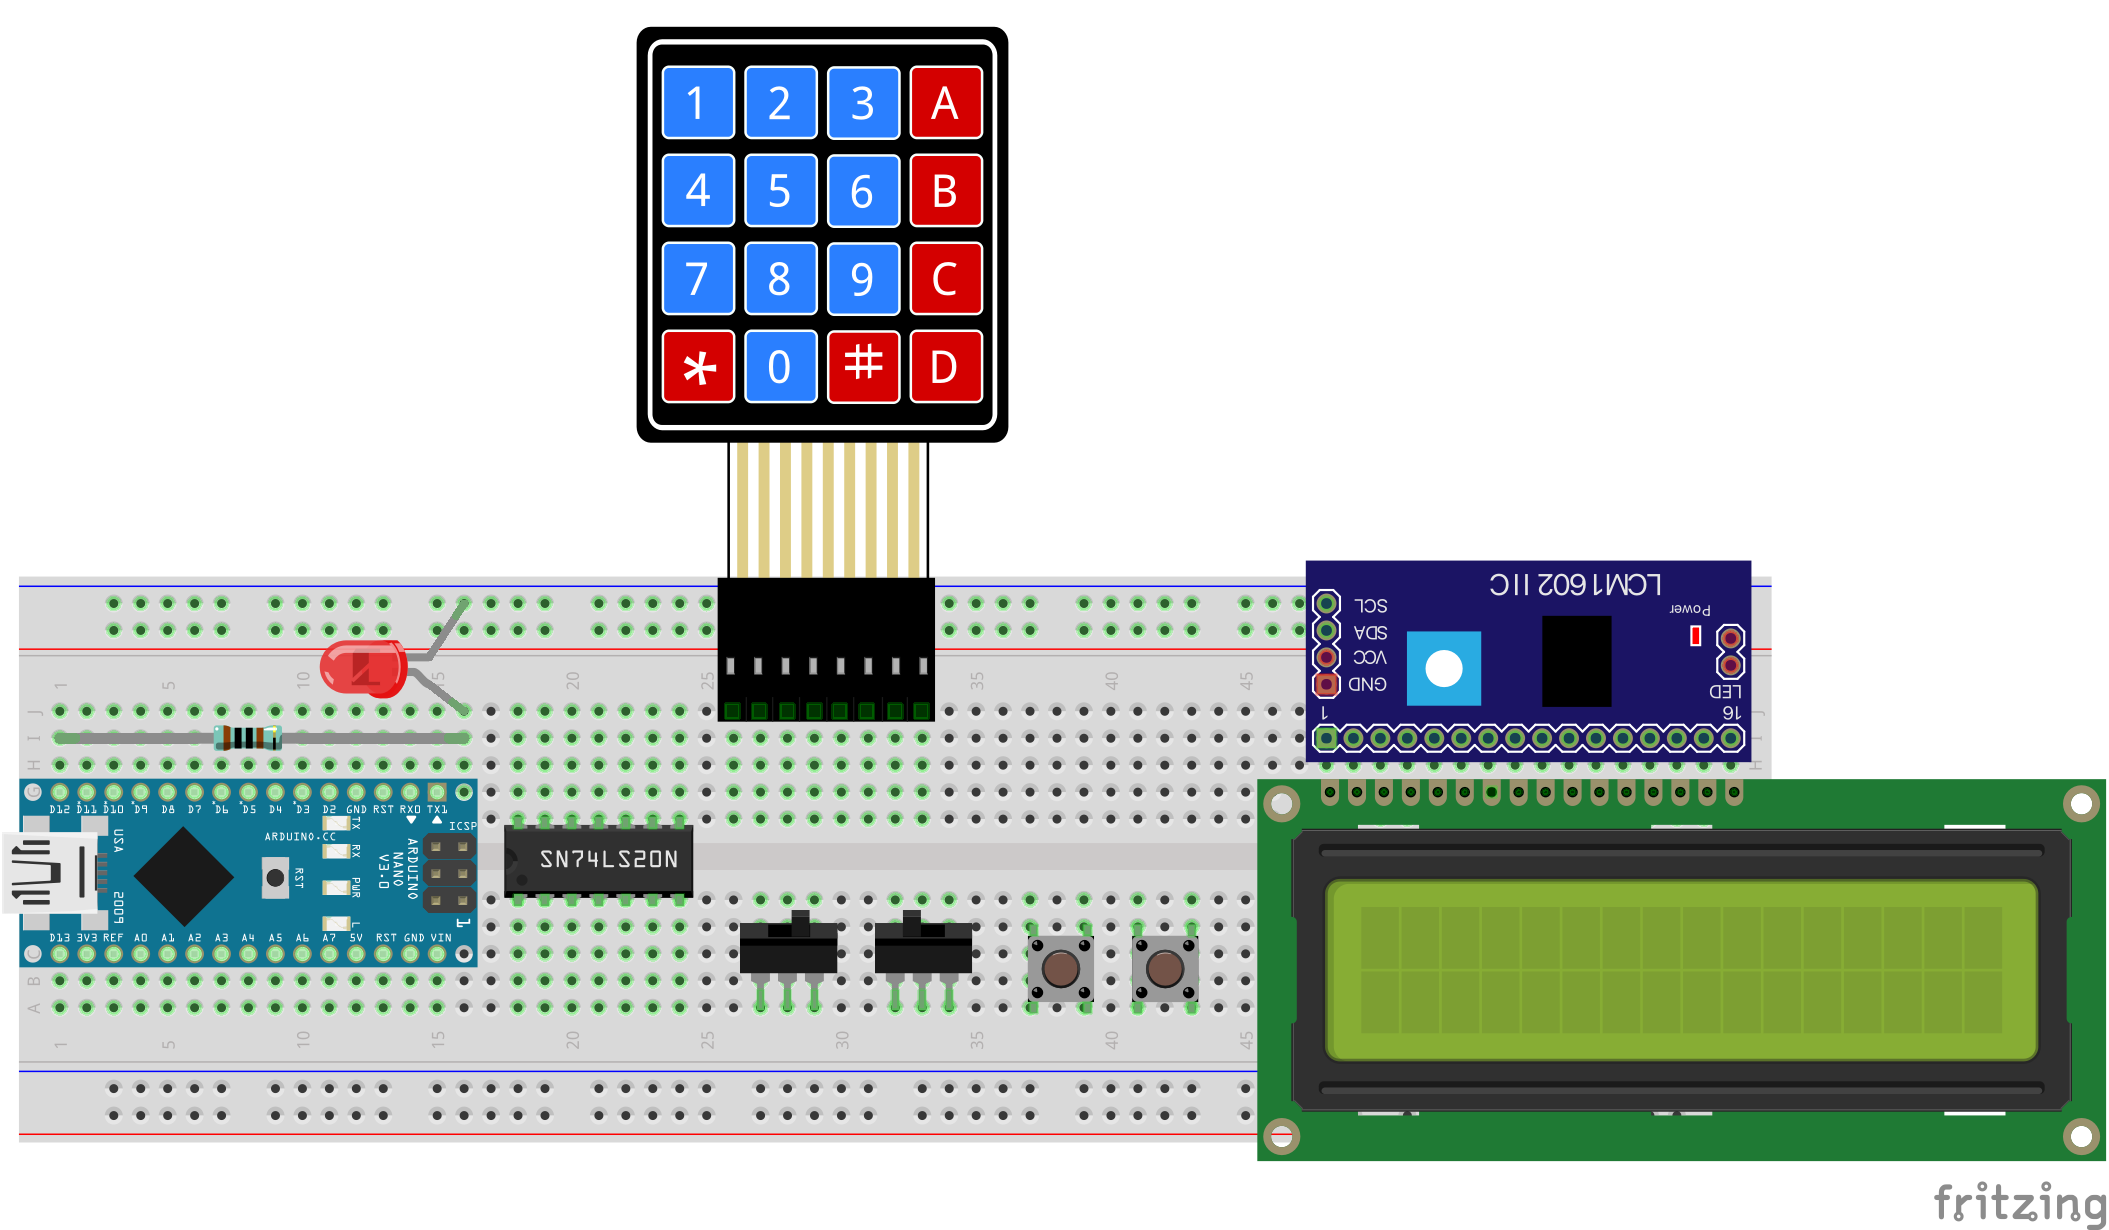 1 2 3 A
4 5 6 B
7 8 9 C
* 0 # D
LCM1602 IIC
SCL
SDA
VCC
GND
Power
LED
1
16
1 5 10 15 20 25 35 45
J
I
H
G
D12 D11 D10 D9 D8 D7 D6 D5 D4 D3 D2 GND RST RX0 TX1
USB
ARDUINO.CC
TX
RX
RST
PWR
L
ICSP
1
ARDUINO
NANO
V3.0
2009
D13 3V3 REF A0 A1 A2 A3 A4 A5 A6 A7 5V RST GND VIN
SN74LS20N
J
I
H
C
B
A
1 5 10 15 20 25 30 35 40 45
fritzing